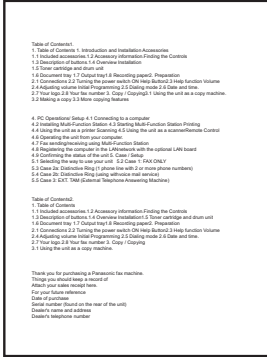 Table of Contents1.
1. Table of Contents 1. Introduction and Installation Accessories
1.1 Included accessories.1.2 Accessory information.Finding the Controls
1.3 Description of buttons 1.4 Overview Installation
1.5 Toner cartridge and drum unit
1.6 Document tray 1.7 Output tray1.8 Recording paper2. Preparation
2.1 Connections 2.2 Turning the power switch ON Help Button2.3 Help function Volume
2.4 Adjusting volume Initial Programming 2.5 Dialing mode 2.6 Date and time.
2.7 Your logo 2.8 Your fax number 3. Copy / Copying3.1 Using the unit as a copy machine.
3.2 Making a copy 3.3 More copying features
4. PC Operations/ Setup 4.1 Connecting to a computer
4.2 Installing Multi-Function Station 4.3 Starting Multi-Function Station Printing
4.4 Using the unit as a printer Scanning 4.5 Using the unit as a scannerRemote Control
4.6 Operating the unit from your computer.
4.7 Fax sending/receiving using Multi-Function Station
4.8 Registering the computer in the LAN/network with the optional LAN board
4.9 Confirming the status of the unit 5. Case / Setup
5.1 Selecting the way to use your unit 5.2 Case 1: FAX ONLY
5.3 Case 2a: Distinctive Ring (1 phone line with 2 or more phone numbers)
5.4 Case 2b: Distinctive Ring (using withvoice mail service)
5.5 Case 3: EXT. TAM (External Telephone Answering Machine)
Table of Contents2.
1. Table of Contents
1.1 Included accessories1.2 Accessory information.Finding the Controls
1.3 Description of buttons 1.4 Overview Installation1.5 Toner cartridge and drum unit
1.6 Document tray 1.7 Output tray1.8 Recording paper2. Preparation
2.1 Connections 2.2 Turning the power switch ON Help Button2.3 Help function Volume
2.4 Adjusting volume Initial Programming 2.5 Dialing mode 2.6 Date and time.
2.7 Your logo 2.8 Your fax number 3. Copy / Copying
3.1 Using the unit as a copy machine.
Thank you for purchasing a Panasonic fax machine.
Things you should keep a record of
Attach your sales receipt here.
For your future reference
Date of purchase
Serial number (found on the rear of the unit)
Dealer's name and address
Dealer's telephone number